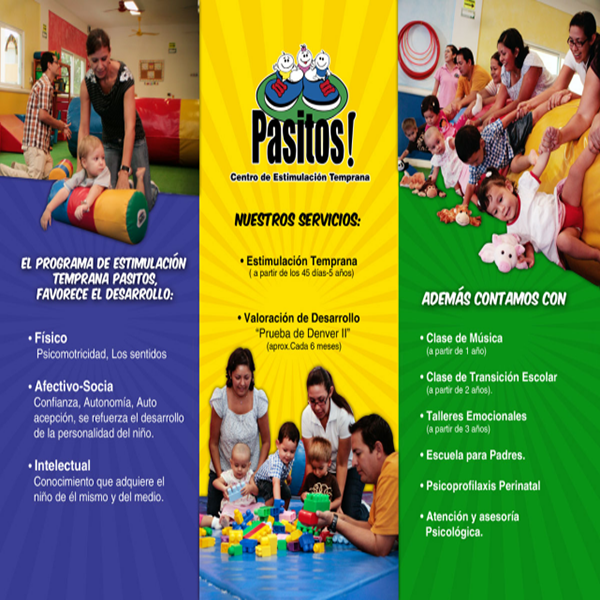 EL PROGRAMA DE ESTIMULACIÓN
TEMPRANA PASITOS,
FAVORECE EL DESARROLLO:
• Físico
Psicomotricidad, Los sentidos
• Afectivo-Socia
Confianza, Autonomía, Auto
acepción, se refuerza el desarrollo
de la personalidad del niño.
• Intelectual
Conocimiento que adquiere el
niño de él mismo y del medio.
Pasitos!
Centro de Estimulación Temprana
NUESTROS SERVICIOS:
• Estimulación Temprana
( a partir de los 45 días-5 años)
• Valoración de Desarrollo
“Prueba de Denver II”
(aprox.Cada 6 meses)
ADEMÁS CONTAMOS CON
• Clase de Música
(a partir de 1 año)
• Clase de Transición Escolar
(a partir de 2 años).
• Talleres Emocionales
(a partir de 3 años)
• Escuela para Padres.
• Psicoprofilaxis Perinatal
• Atención y asesoría
Psicológica.